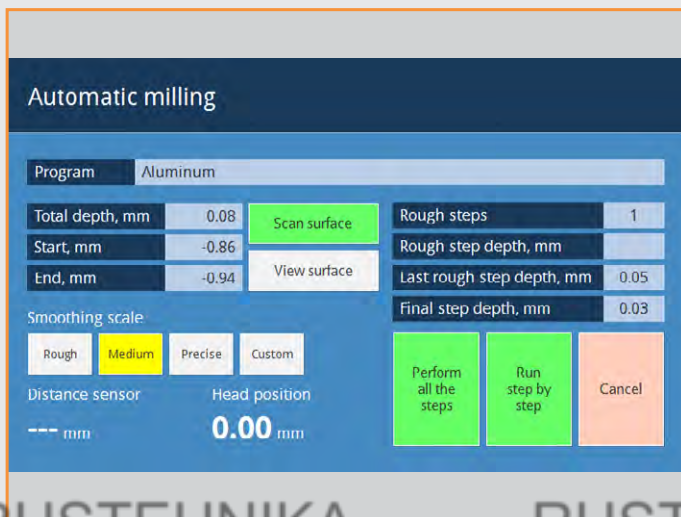 Automatic milling
Program Aluminum
Total depth, mm 0.08
Start, mm -0.86
End, mm -0.94
Scan surface
View surface
Rough steps 1
Rough step depth, mm
Last rough step depth, mm 0.05
Final step depth, mm 0.03
Smoothing scale
Rough Medium Precise Custom
Distance sensor
--- mm
Head position
0.00 mm
Perform
all the
steps
Run
step by
step
Cancel